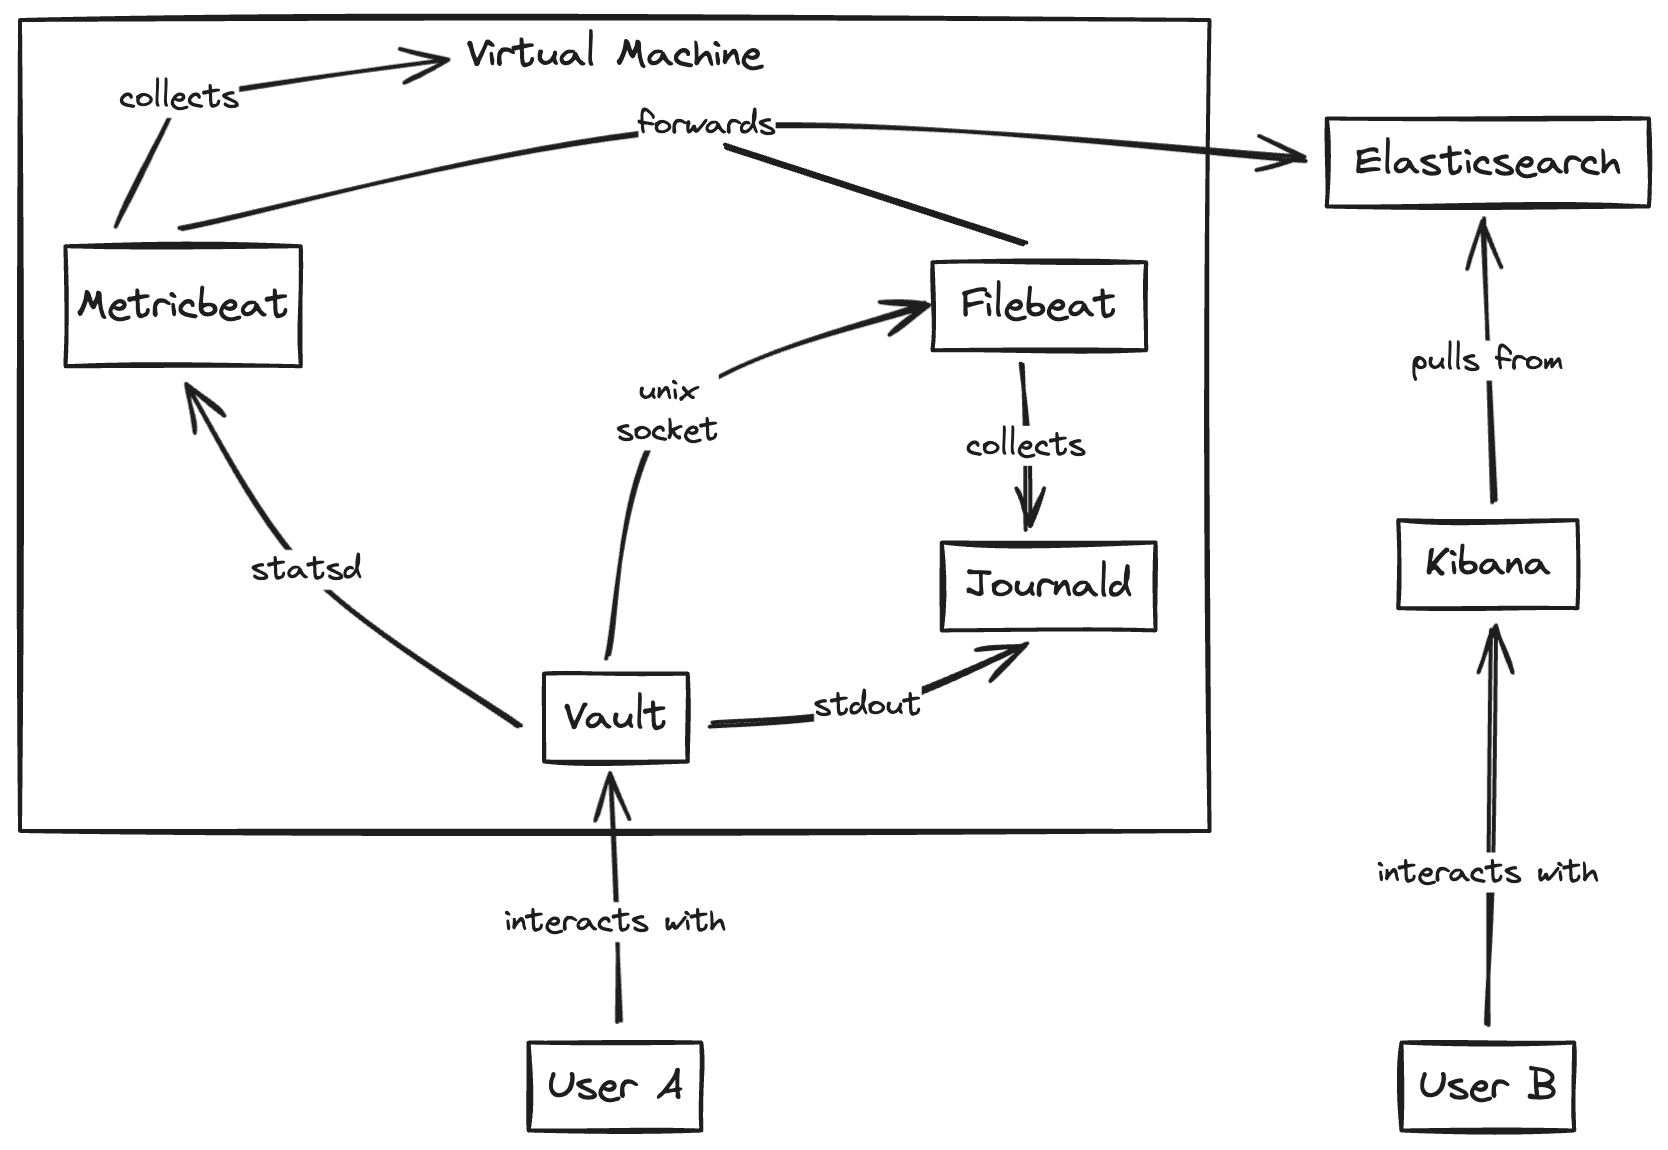 Virtual Machine
collects
forwards
Elasticsearch
Metricbeat
Filebeat
unix
socket
collects
pulls from
statsd
Journald
Kibana
Vault
stdout
interacts with
interacts with
User A
User B